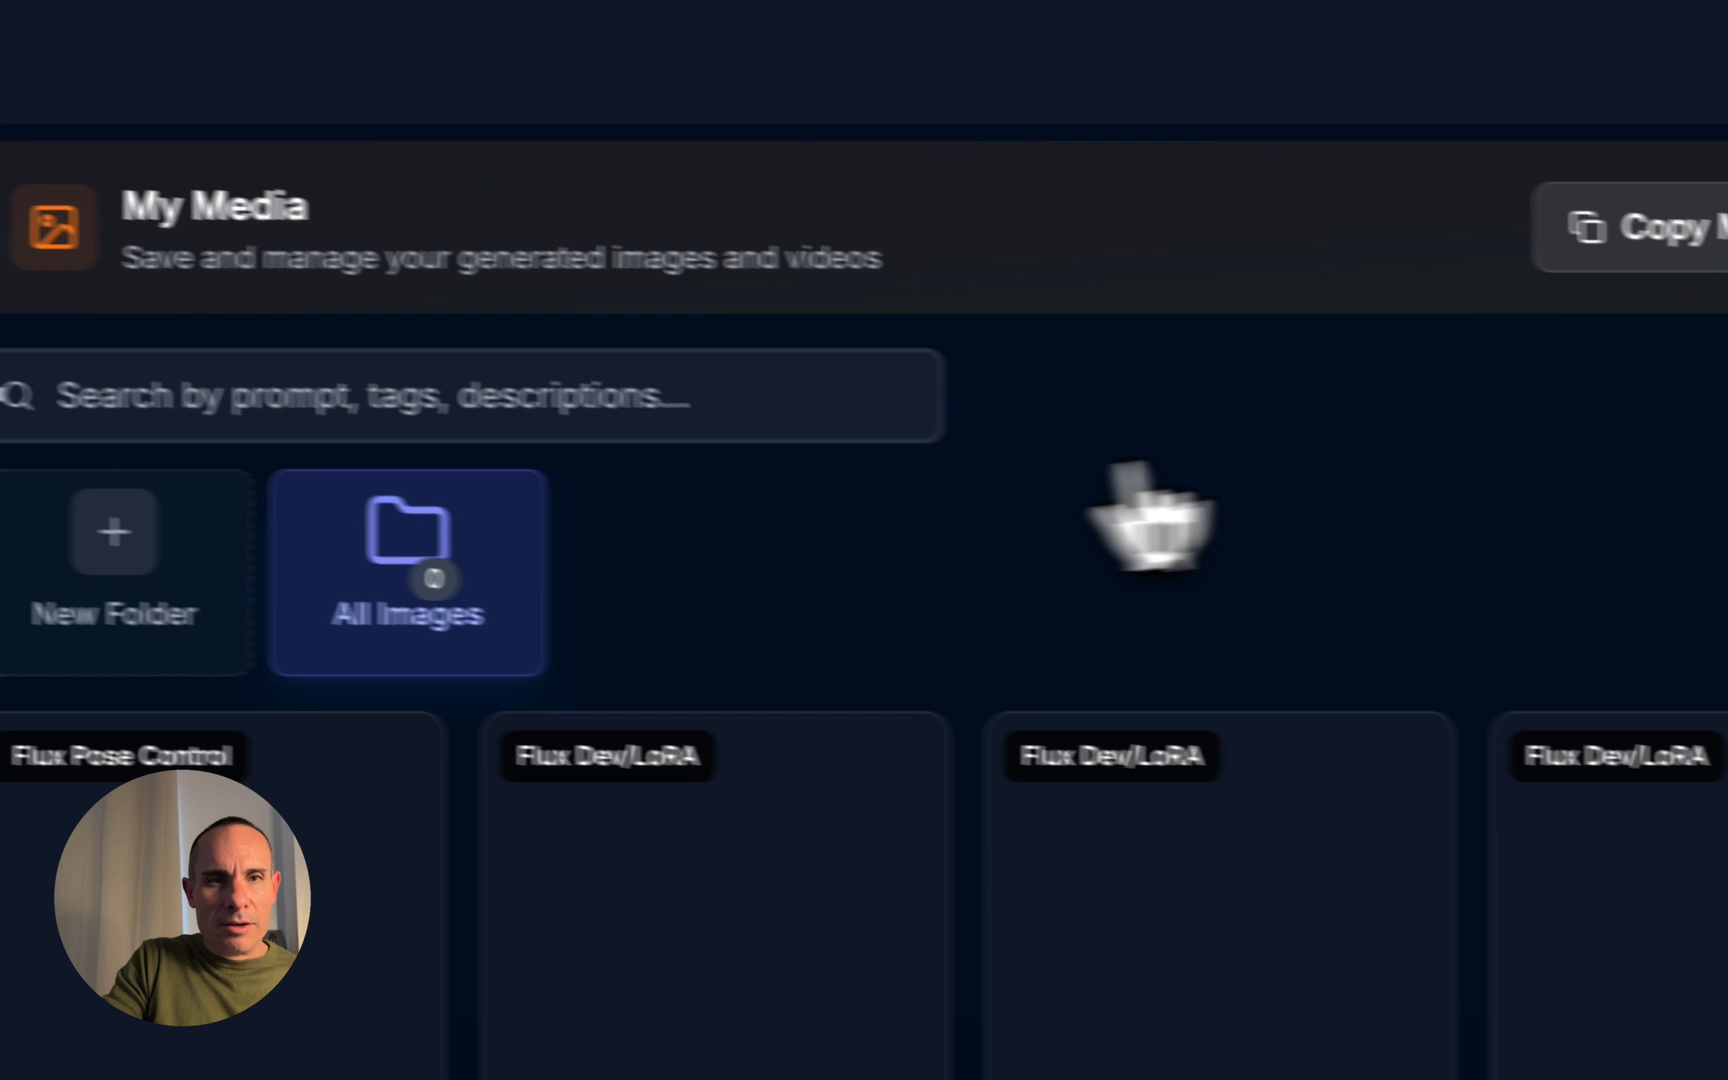 My Media
Save and manage your generated images and videos
Copy
Search by prompt, tags, descriptions...
New Folder
0
All Images
Flux Pose Control
Flux Dev/LoRA
Flux Dev/LoRA
Flux Dev/LoRA